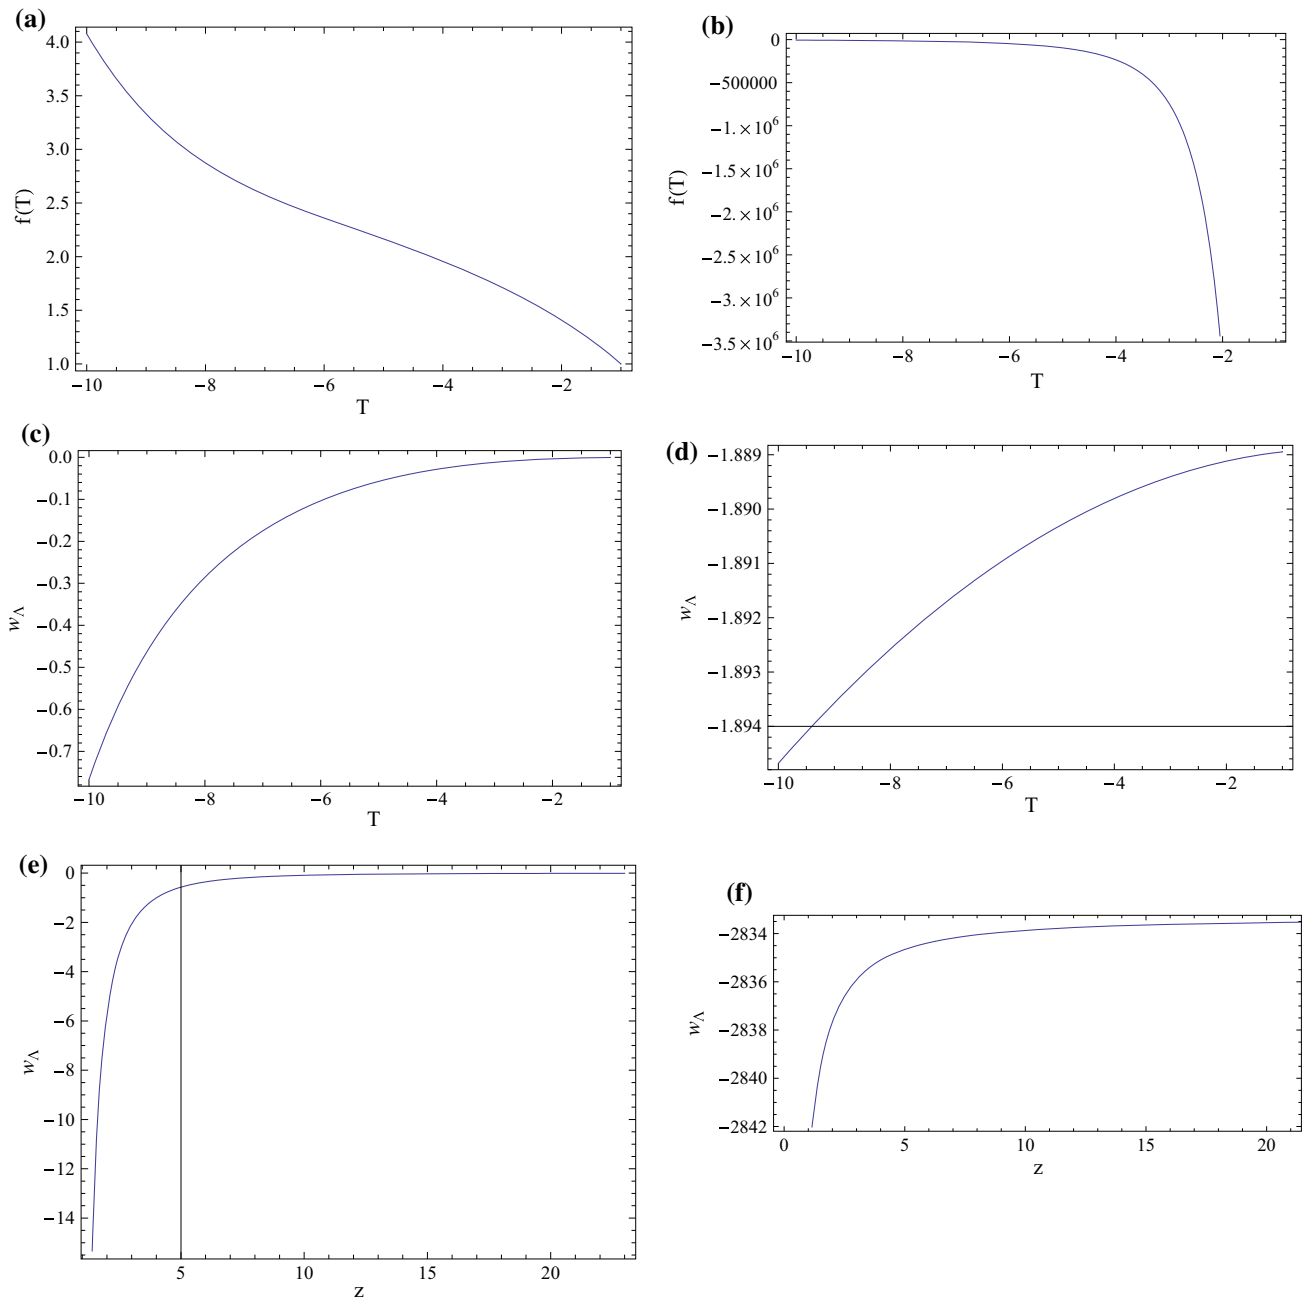 (a)
4.0
3.5
3.0
2.5
2.0
1.5
1.0
f(T)
−10 −8 −6 −4 −2
T
(b)
0
−500000
−1.×10⁶
−1.5×10⁶
−2.×10⁶
−2.5×10⁶
−3.×10⁶
−3.5×10⁶
f(T)
−10 −8 −6 −4 −2
T
(c)
0.0
−0.1
−0.2
−0.3
−0.4
−0.5
−0.6
−0.7
w_Λ
−10 −8 −6 −4 −2
T
(d)
−1.889
−1.890
−1.891
−1.892
−1.893
−1.894
w_Λ
−10 −8 −6 −4 −2
T
(e)
0
−2
−4
−6
−8
−10
−12
−14
w_Λ
5 10 15 20
z
(f)
−2834
−2836
−2838
−2840
−2842
w_Λ
0 5 10 15 20
z